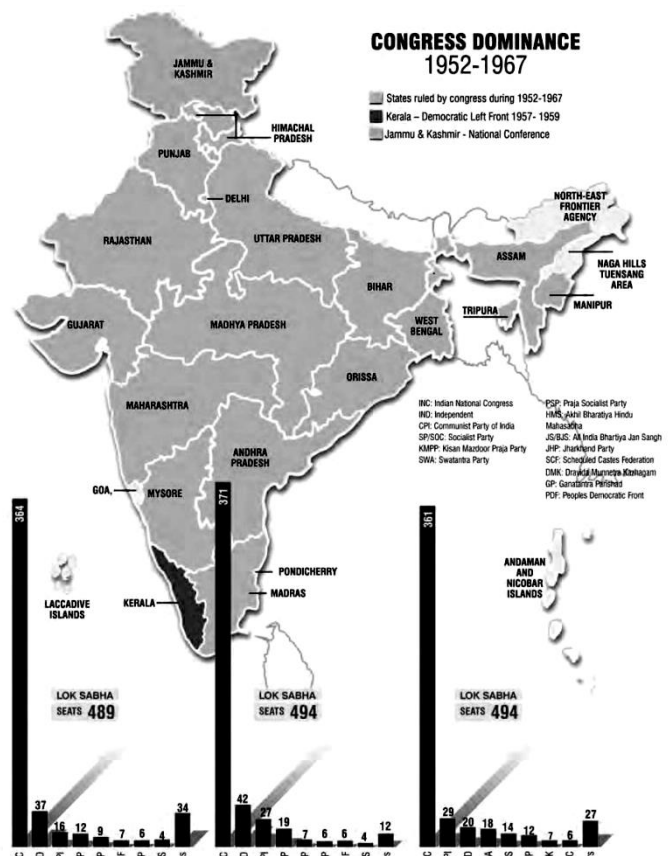 CONGRESS DOMINANCE
1952-1967
States ruled by congress during 1952-1967
Kerala – Democratic Left Front 1957- 1959
Jammu & Kashmir - National Conference
JAMMU &
KASHMIR
HIMACHAL
PRADESH
PUNJAB
DELHI
NORTH-EAST
FRONTIER
AGENCY
RAJASTHAN
UTTAR PRADESH
ASSAM
NAGA HILLS
TUENSANG
AREA
BIHAR
MANIPUR
TRIPURA
GUJARAT
MADHYA PRADESH
WEST
BENGAL
ORISSA
MAHARASHTRA
INC: Indian National Congress
IND: Independent
CPI: Communist Party of India
SP/SOC: Socialist Party
KMPP: Kisan Mazdoor Praja Party
SWA: Swatantra Party
PSP: Praja Socialist Party
HMS: Akhil Bharatiya Hindu
Mahasabha
JS/BJS: All India Bhartiya Jan Sangh
JHP: Jharkhand Party
SCF: Scheduled Castes Federation
DMK: Dravida Munnetra Kazhagam
GP: Ganatantra Parishad
PDF: Peoples Democratic Front
ANDHRA
PRADESH
GOA,
MYSORE
LACCADIVE
ISLANDS
KERALA
PONDICHERRY
MADRAS
ANDAMAN
AND
NICOBAR
ISLANDS
LOK SABHA
SEATS 489
364
37
16
12
9
7
6
4
34
LOK SABHA
SEATS 494
371
42
27
19
7
6
6
4
12
LOK SABHA
SEATS 494
361
29
20
18
14
12
7
6
27